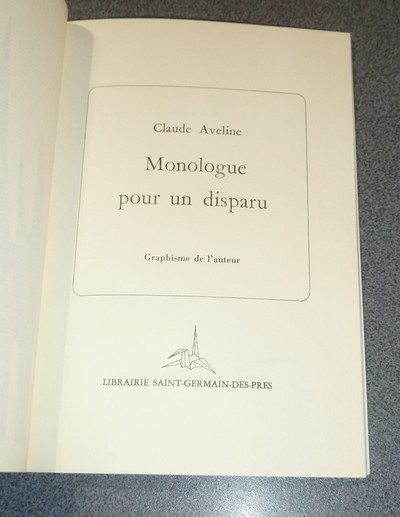 Claude Aveline
Monologue
pour un disparu
Graphisme de l'auteur
LIBRAIRIE SAINT-GERMAIN-DES-PRES